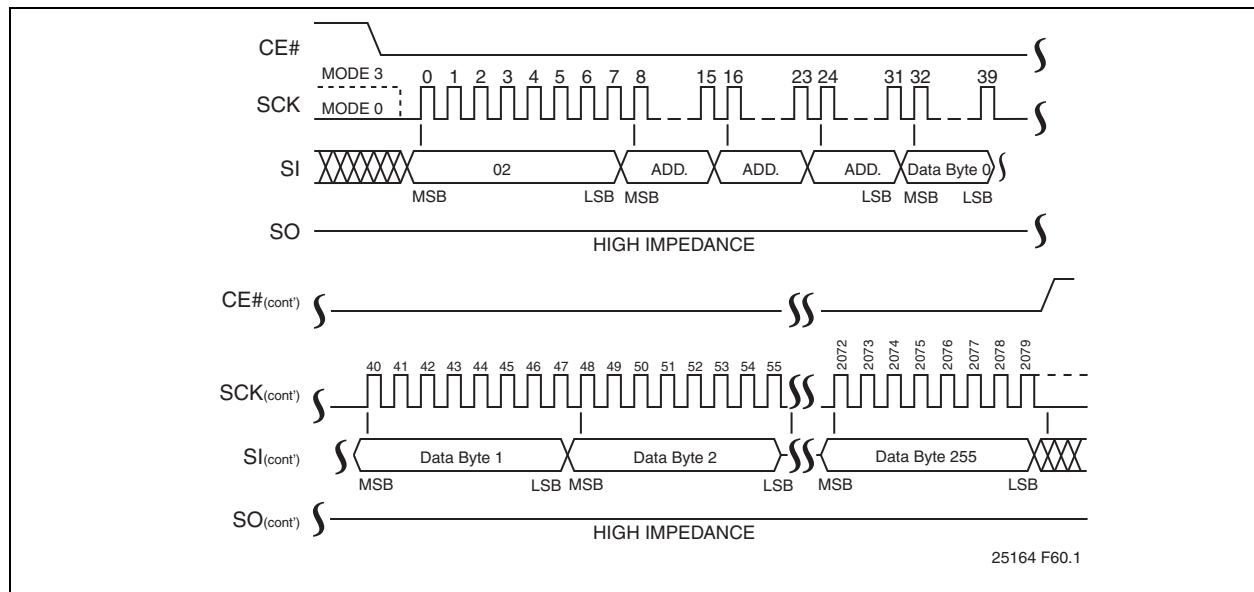 CE#
MODE 3
0 1 2 3 4 5 6 7 8 15 16 23 24 31 32 39
SCK
MODE 0
SI
02 ADD. ADD. ADD. Data Byte 0
MSB LSB MSB LSB MSB LSB
SO
HIGH IMPEDANCE
CE#(cont')
40 41 42 43 44 45 46 47 48 49 50 51 52 53 54 55 2072 2073 2074 2075 2076 2077 2078 2079
SCK(cont')
SI(cont')
Data Byte 1 Data Byte 2 Data Byte 255
MSB LSB MSB LSB MSB LSB
SO(cont')
HIGH IMPEDANCE
25164 F60.1